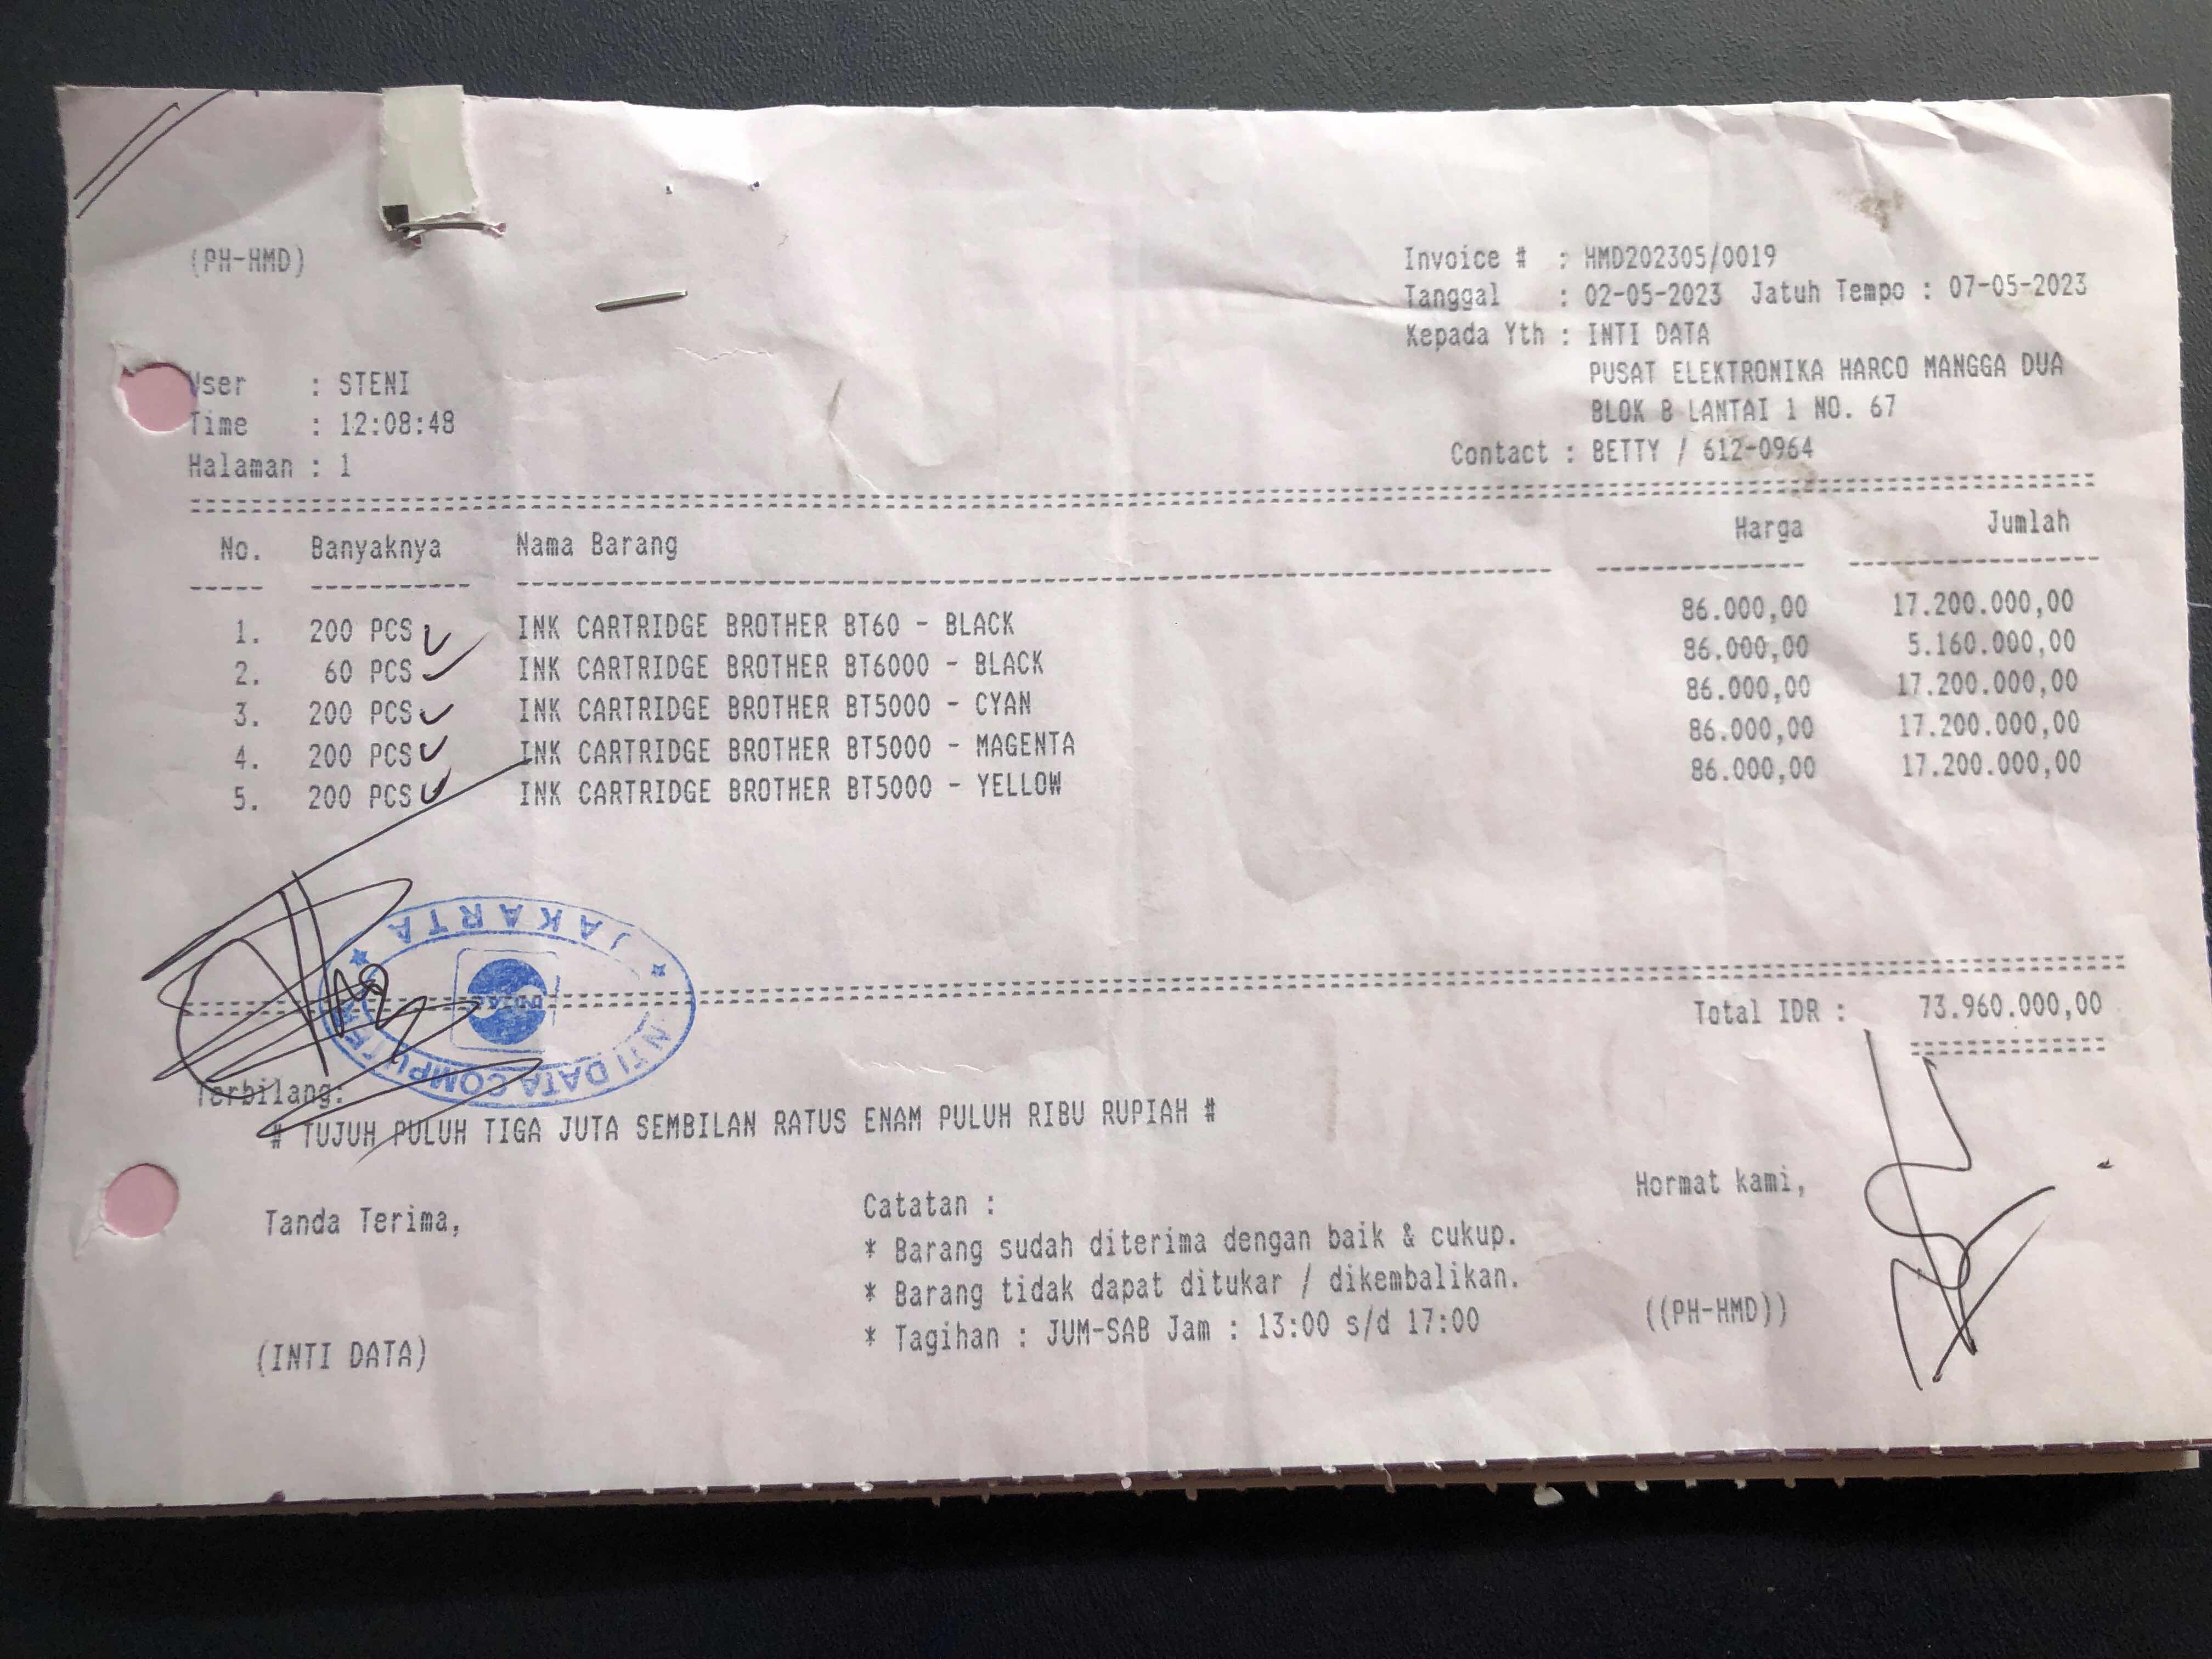 (PH-HMD)
Invoice # : HMD202305/0019
Tanggal : 02-05-2023 Jatuh Tempo : 07-05-2023
Kepada Yth : INTI DATA
PUSAT ELEKTRONIKA HARCO MANGGA DUA
BLOK B LANTAI 1 NO. 67
Contact : BETTY / 612-0964
User : STENI
Time : 12:08:48
Halaman : 1
No. Banyaknya Nama Barang Harga Jumlah
1. 200 PCS INK CARTRIDGE BROTHER BT60 - BLACK 86.000,00 17.200.000,00
2. 60 PCS INK CARTRIDGE BROTHER BT6000 - BLACK 86.000,00 5.160.000,00
3. 200 PCS INK CARTRIDGE BROTHER BT5000 - CYAN 86.000,00 17.200.000,00
4. 200 PCS INK CARTRIDGE BROTHER BT5000 - MAGENTA 86.000,00 17.200.000,00
5. 200 PCS INK CARTRIDGE BROTHER BT5000 - YELLOW 86.000,00 17.200.000,00
JAKARTA
INTI DATA
Total IDR : 73.960.000,00
Terbilang:
# TUJUH PULUH TIGA JUTA SEMBILAN RATUS ENAM PULUH RIBU RUPIAH #
Tanda Terima,
(INTI DATA)
Catatan :
* Barang sudah diterima dengan baik & cukup.
* Barang tidak dapat ditukar / dikembalikan.
* Tagihan : JUM-SAB Jam : 13:00 s/d 17:00
Hormat kami,
((PH-HMD))